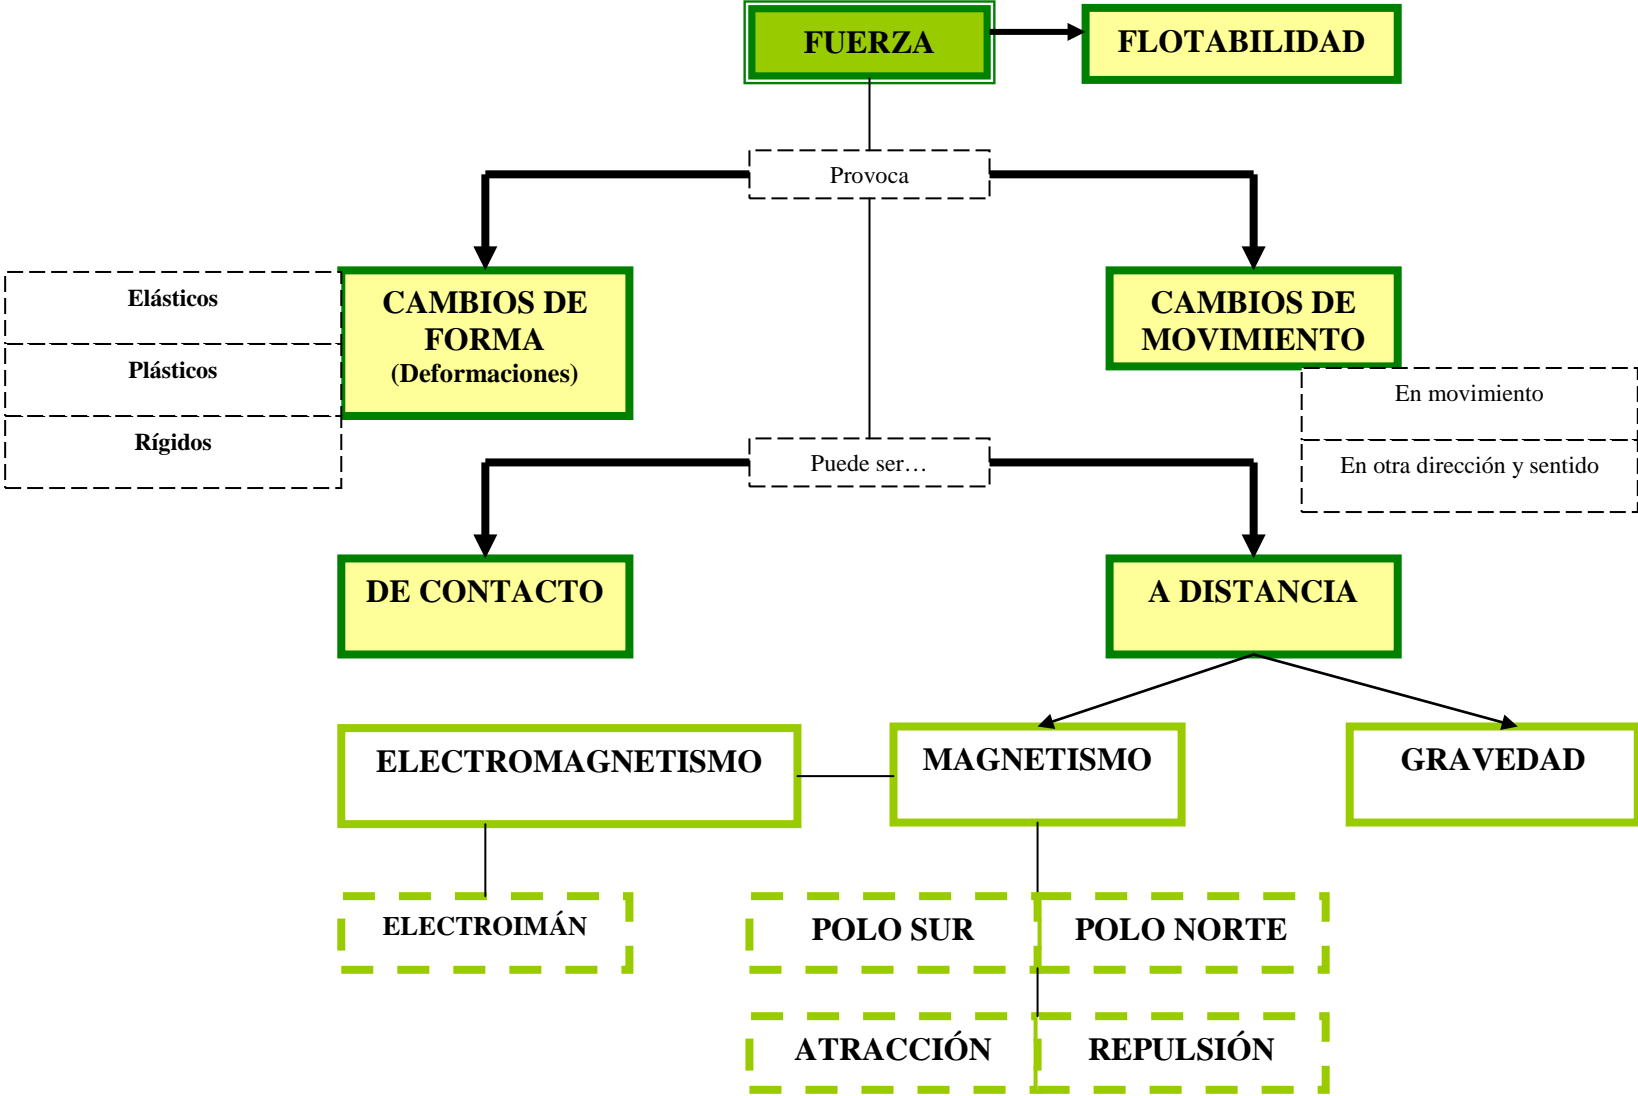 FUERZA
FLOTABILIDAD
Provoca
Elásticos
Plásticos
Rígidos
CAMBIOS DE
FORMA
(Deformaciones)
CAMBIOS DE
MOVIMIENTO
En movimiento
En otra dirección y sentido
Puede ser…
DE CONTACTO
A DISTANCIA
ELECTROMAGNETISMO
MAGNETISMO
GRAVEDAD
ELECTROIMÁN
POLO SUR
POLO NORTE
ATRACCIÓN
REPULSIÓN